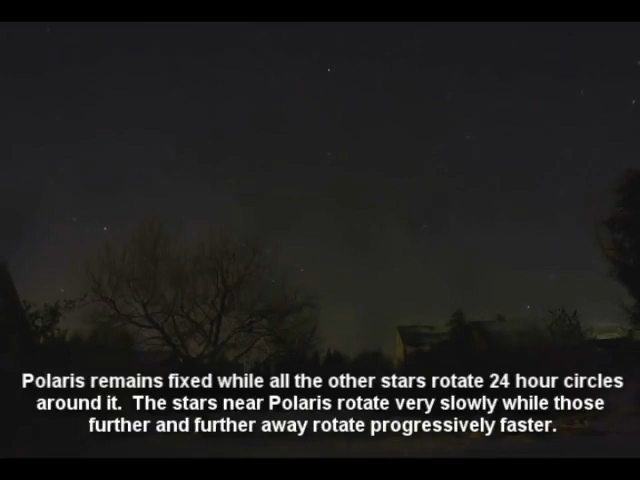 Polaris remains fixed while all the other stars rotate 24 hour circles
around it.  The stars near Polaris rotate very slowly while those
further and further away rotate progressively faster.